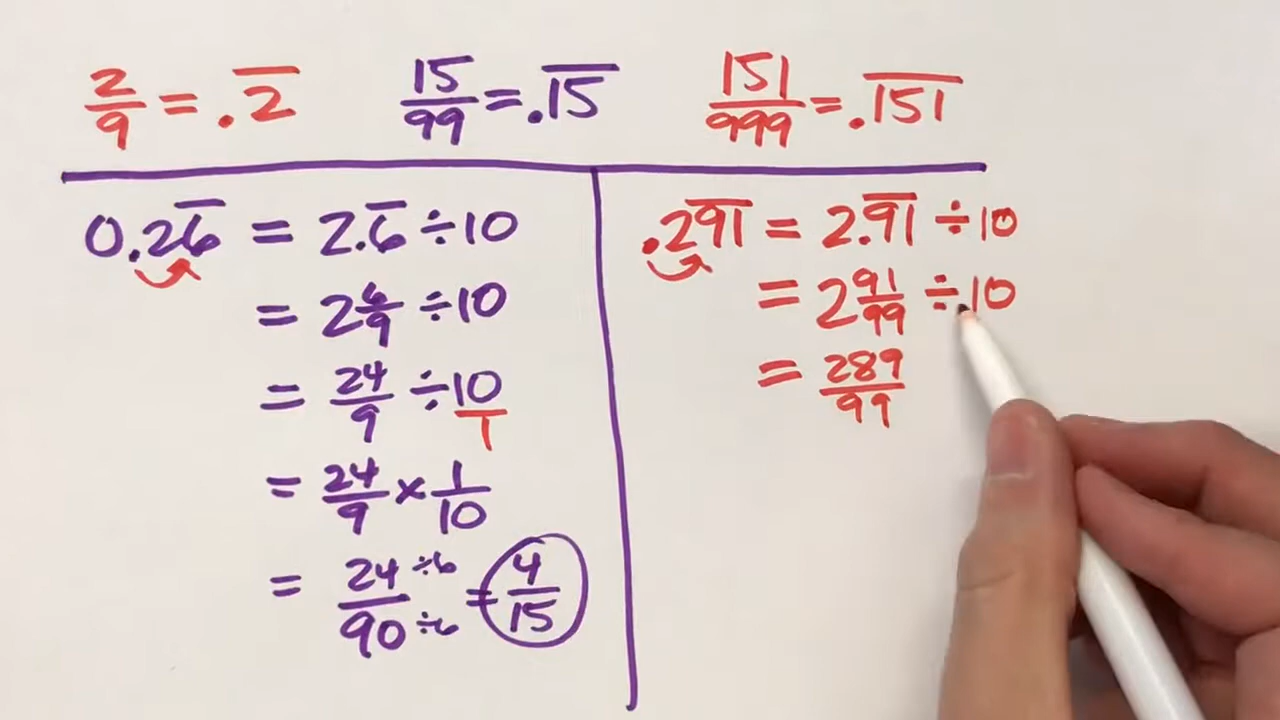 2/9 = .2̅ 15/99 = .1̅5̅ 151/999 = .1̅5̅1̅
0.26̅ = 2.6̅ ÷ 10
= 2 6/9 ÷ 10
= 24/9 ÷ 10/1
= 24/9 × 1/10
= 24 ÷6 / 90 ÷6 = 4/15
.29̅1̅ = 2.9̅1̅ ÷ 10
= 2 91/99 ÷ 10
= 289/99